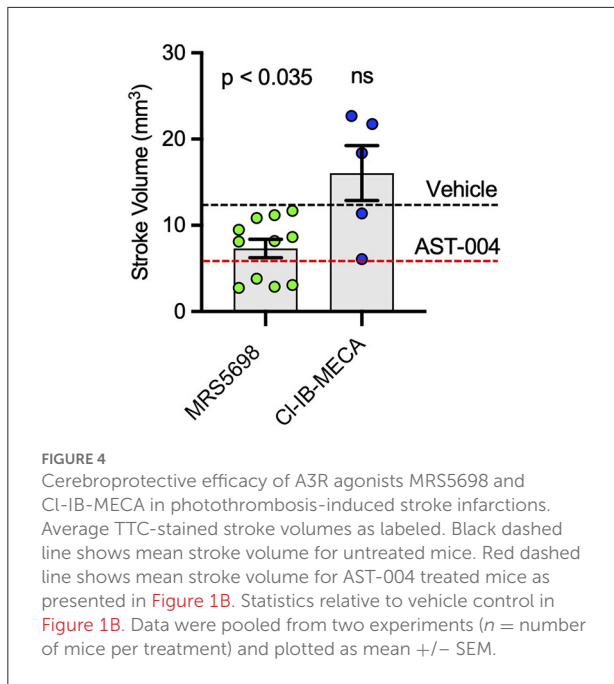 30
p < 0.035 ns
20
Stroke Volume (mm³)
Vehicle
10
AST-004
0
MRS5698
Cl-IB-MECA
FIGURE 4
Cerebroprotective efficacy of A3R agonists MRS5698 and
Cl-IB-MECA in photothrombosis-induced stroke infarctions.
Average TTC-stained stroke volumes as labeled. Black dashed
line shows mean stroke volume for untreated mice. Red dashed
line shows mean stroke volume for AST-004 treated mice as
presented in Figure 1B. Statistics relative to vehicle control in
Figure 1B. Data were pooled from two experiments (n = number
of mice per treatment) and plotted as mean +/– SEM.